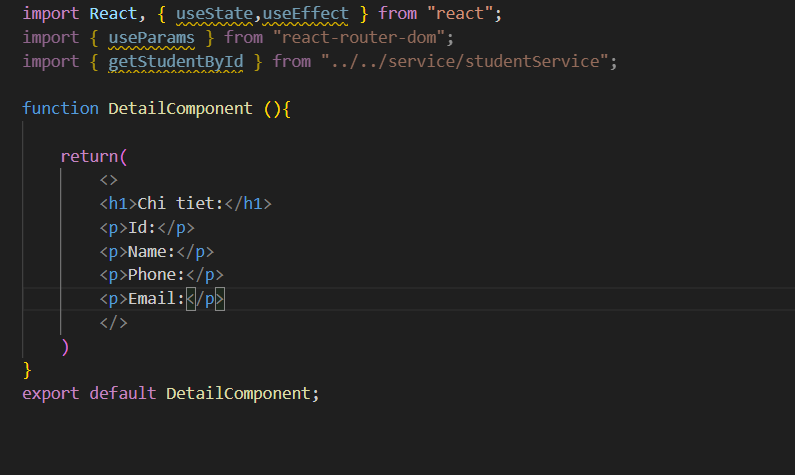 import React, { useState,useEffect } from "react";
import { useParams } from "react-router-dom";
import { getStudentById } from "../../service/studentService";
function DetailComponent (){
return(
<>
<h1>Chi tiet:</h1>
<p>Id:</p>
<p>Name:</p>
<p>Phone:</p>
<p>Email:</p>
</>
)
}
export default DetailComponent;